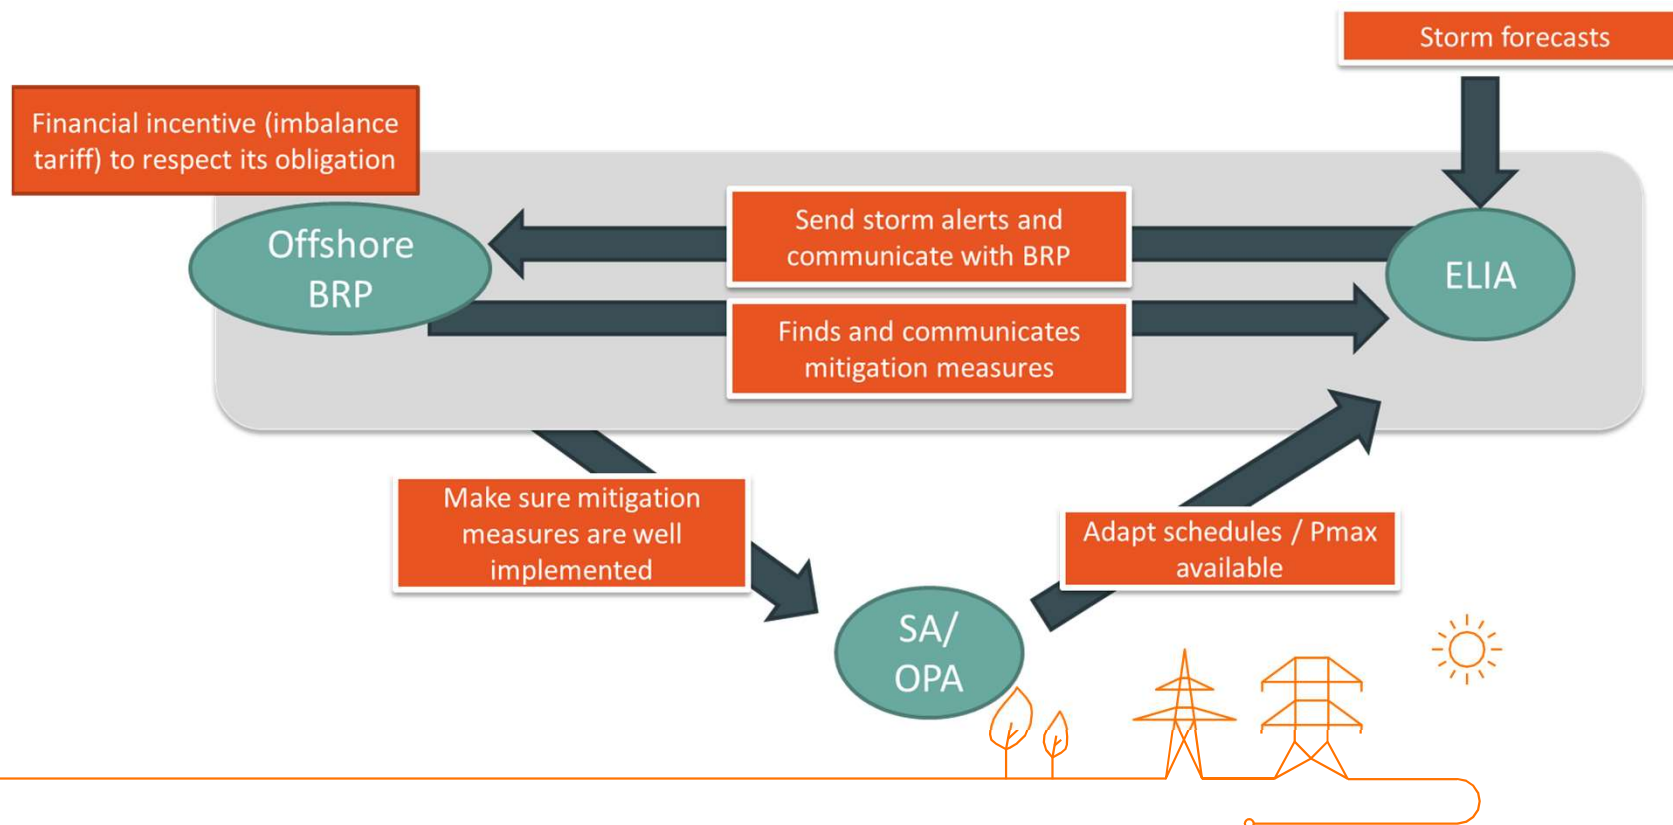 Storm forecasts
Financial incentive (imbalance
tariff) to respect its obligation
Send storm alerts and
communicate with BRP
Offshore
BRP
ELIA
Finds and communicates
mitigation measures
Make sure mitigation
measures are well
implemented
Adapt schedules / Pmax
available
SA/
OPA